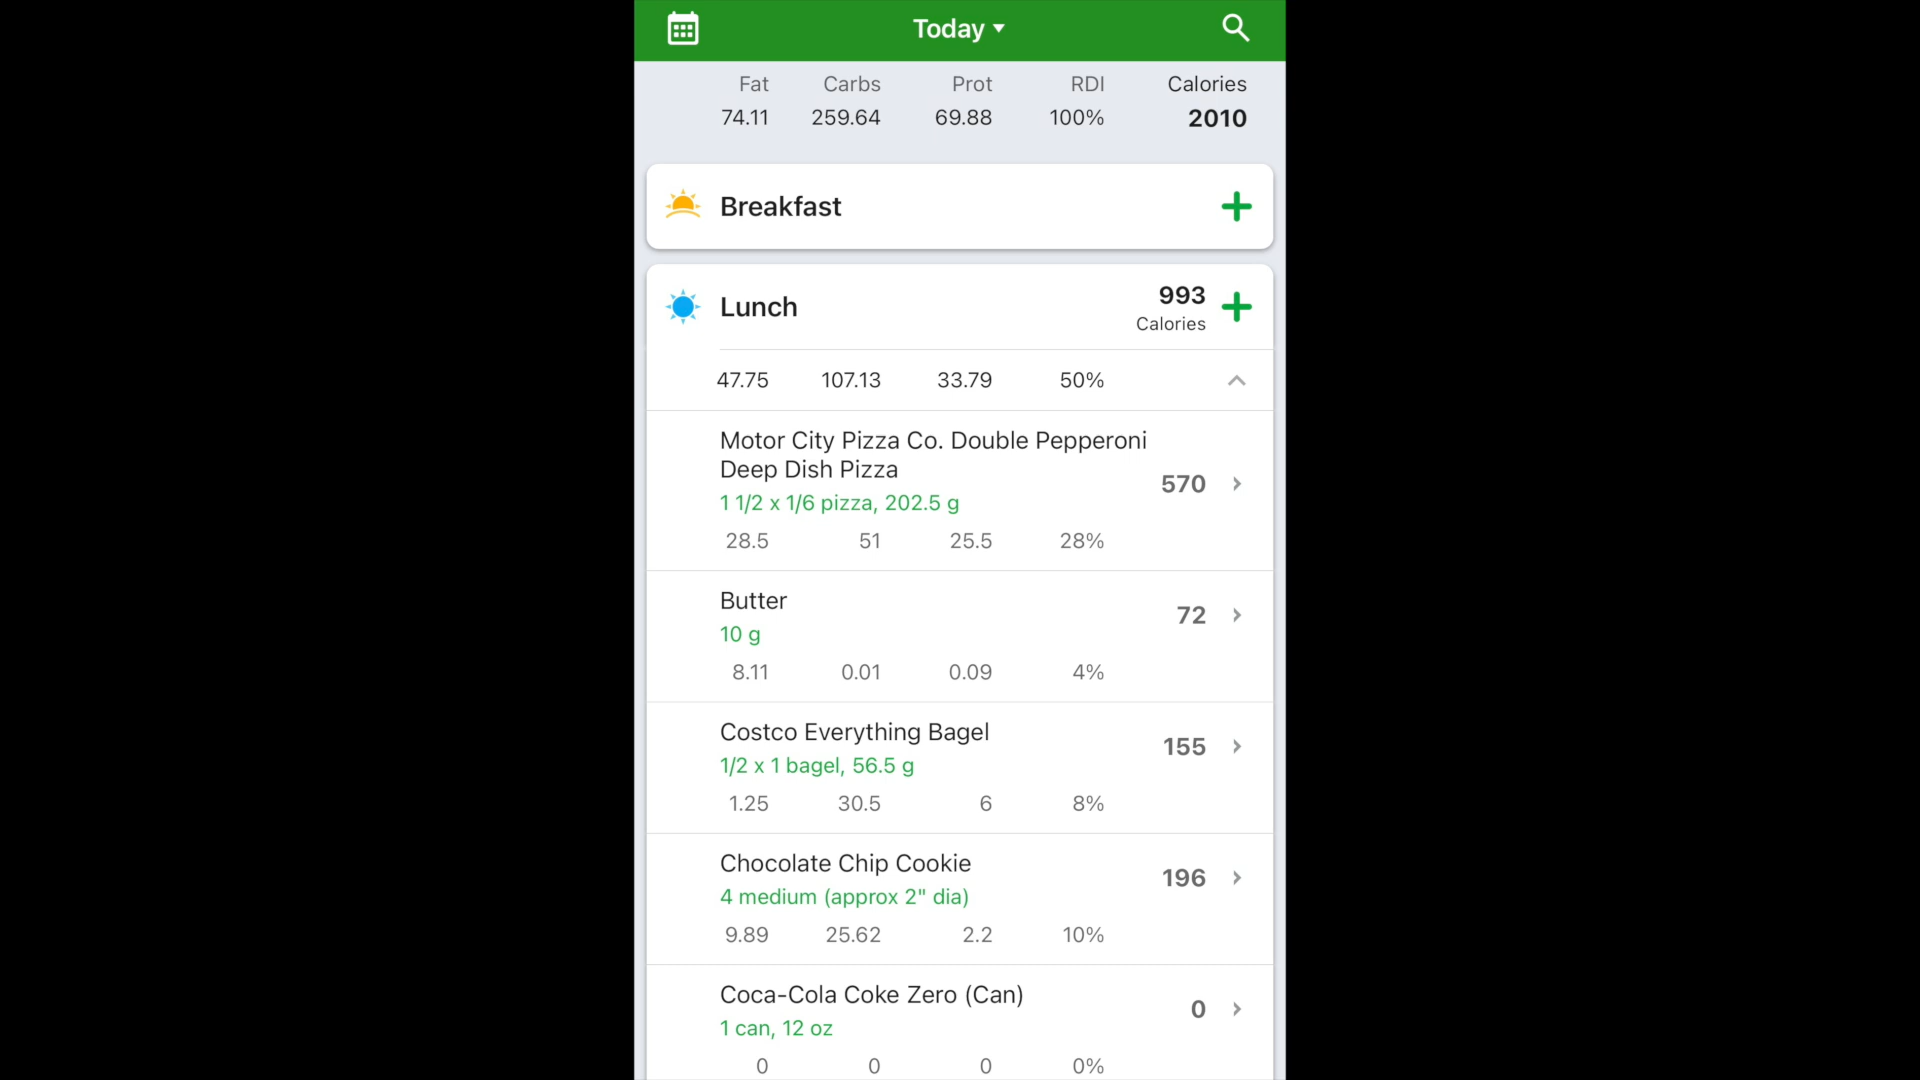 Today
Fat Carbs Prot RDI Calories
74.11 259.64 69.88 100% 2010
Breakfast
Lunch
993
Calories
47.75 107.13 33.79 50%
Motor City Pizza Co. Double Pepperoni
Deep Dish Pizza
570
1 1/2 x 1/6 pizza, 202.5 g
28.5 51 25.5 28%
Butter
72
10 g
8.11 0.01 0.09 4%
Costco Everything Bagel
155
1/2 x 1 bagel, 56.5 g
1.25 30.5 6 8%
Chocolate Chip Cookie
196
4 medium (approx 2" dia)
9.89 25.62 2.2 10%
Coca-Cola Coke Zero (Can)
0
1 can, 12 oz
0 0 0 0%